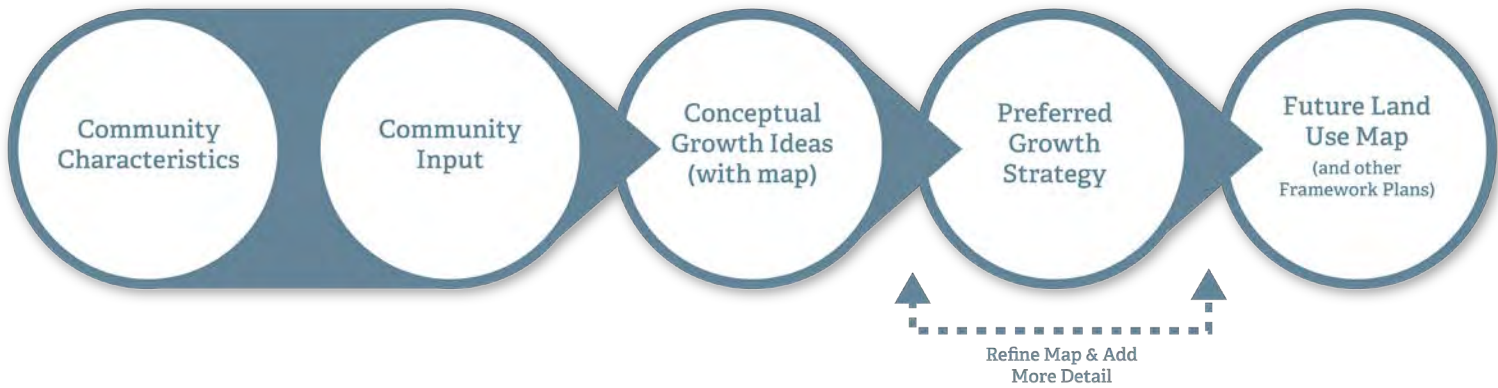 Community
Characteristics
Community
Input
Conceptual
Growth Ideas
(with map)
Preferred
Growth
Strategy
Future Land
Use Map
(and other
Framework Plans)
Refine Map & Add
More Detail